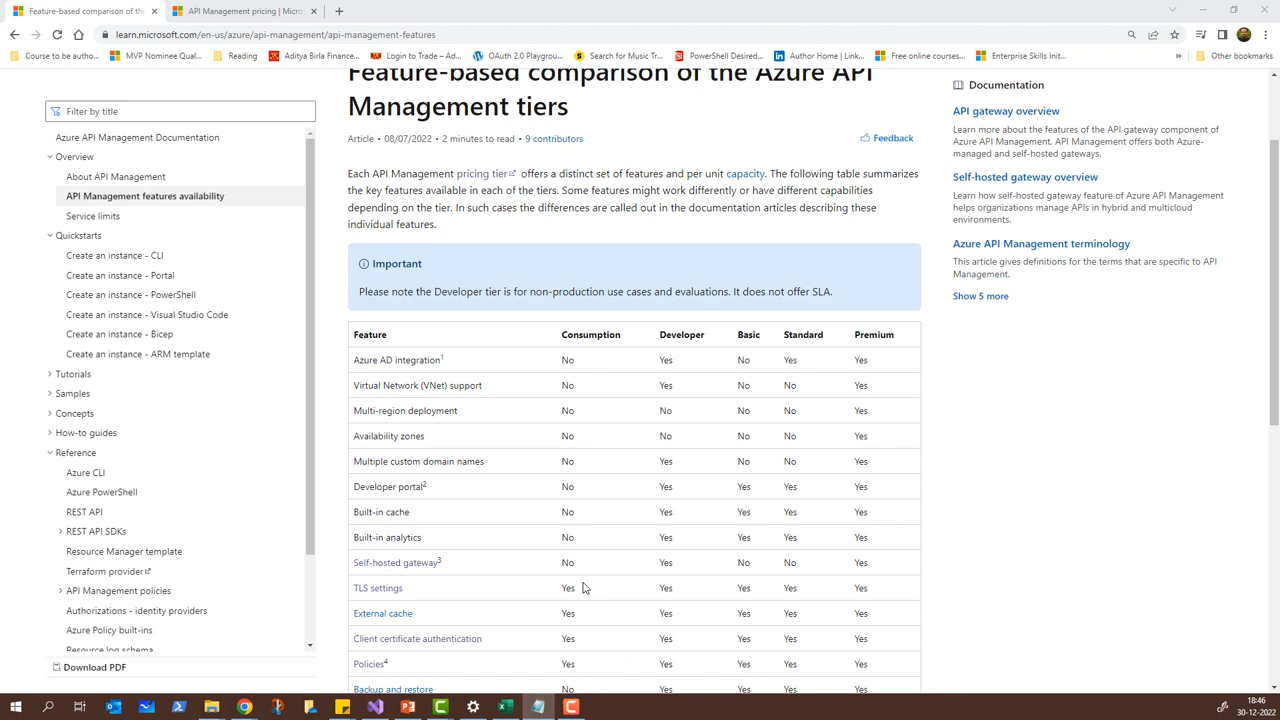 Feature-based comparison of the
API Management pricing | Micros
learn.microsoft.com/en-us/azure/api-management/api-management-features
Course to be autho...
MVP Nominee Qual...
Reading
Aditya Birla Finance...
Login to Trade – Ad...
OAuth 2.0 Playgrou...
Search for Music Tr...
PowerShell Desired...
Author Home | Link...
Free online courses...
Enterprise Skills Init...
»
Other bookmarks
Filter by title
Azure API Management Documentation
Overview
About API Management
API Management features availability
Service limits
Quickstarts
Create an instance - CLI
Create an instance - Portal
Create an instance - PowerShell
Create an instance - Visual Studio Code
Create an instance - Bicep
Create an instance - ARM template
Tutorials
Samples
Concepts
How-to guides
Reference
Azure CLI
Azure PowerShell
REST API
REST API SDKs
Resource Manager template
Terraform provider
API Management policies
Authorizations - identity providers
Azure Policy built-ins
Resource log schema
Download PDF
Feature-based comparison of the Azure API
Management tiers
Article • 08/07/2022 • 2 minutes to read • 9 contributors
Feedback
Each API Management pricing tier offers a distinct set of features and per unit capacity. The following table summarizes
the key features available in each of the tiers. Some features might work differently or have different capabilities
depending on the tier. In such cases the differences are called out in the documentation articles describing these
individual features.
Important
Please note the Developer tier is for non-production use cases and evaluations. It does not offer SLA.
Feature Consumption Developer Basic Standard Premium
Azure AD integration1 No Yes No Yes Yes
Virtual Network (VNet) support No Yes No No Yes
Multi-region deployment No No No No Yes
Availability zones No No No No Yes
Multiple custom domain names No Yes No No Yes
Developer portal2 No Yes Yes Yes Yes
Built-in cache No Yes Yes Yes Yes
Built-in analytics No Yes Yes Yes Yes
Self-hosted gateway3 No Yes No No Yes
TLS settings Yes Yes Yes Yes Yes
External cache Yes Yes Yes Yes Yes
Client certificate authentication Yes Yes Yes Yes Yes
Policies4 Yes Yes Yes Yes Yes
Backup and restore No Yes Yes Yes Yes
Documentation
API gateway overview
Learn more about the features of the API gateway component of
Azure API Management. API Management offers both Azure-
managed and self-hosted gateways.
Self-hosted gateway overview
Learn how self-hosted gateway feature of Azure API Management
helps organizations manage APIs in hybrid and multicloud
environments.
Azure API Management terminology
This article gives definitions for the terms that are specific to API
Management.
Show 5 more
18:46
30-12-2022